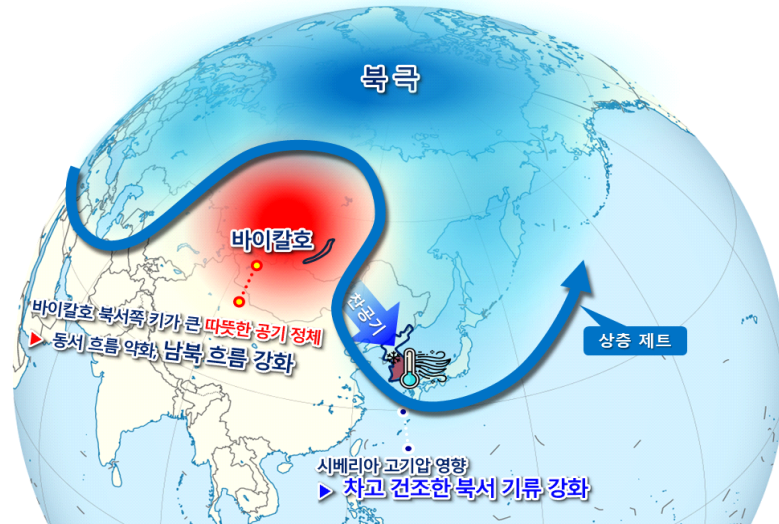 북극
바이칼호
찬공기
바이칼호 북서쪽 키가 큰 따뜻한 공기 정체
▶ 동서 흐름 약화, 남북 흐름 강화
상층 제트
시베리아 고기압 영향
▶ 차고 건조한 북서 기류 강화